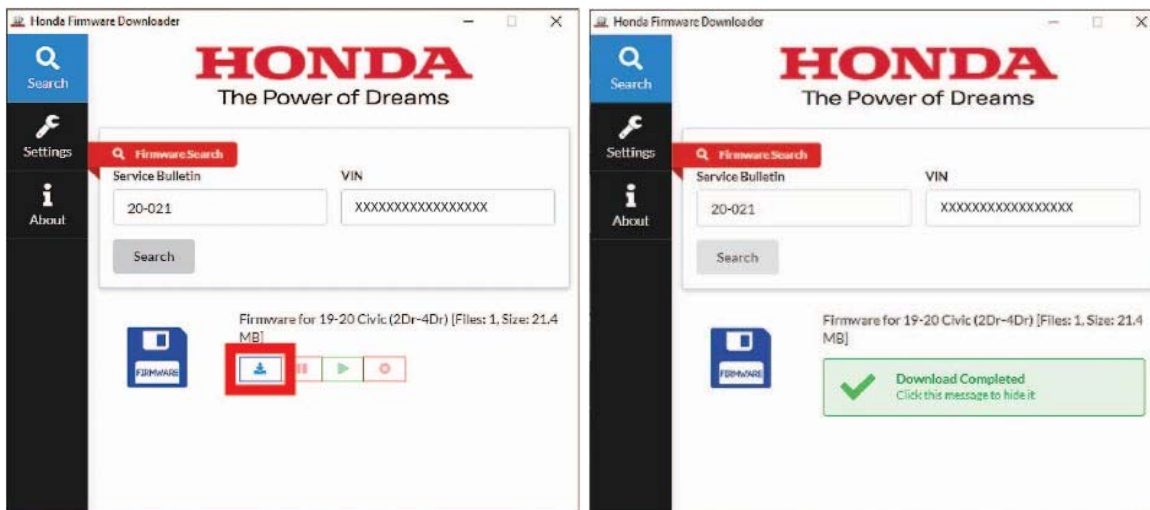 Honda Firmware Downloader
Search
Settings
About
HONDA
The Power of Dreams
Firmware Search
Service Bulletin VIN
20-021 XXXXXXXXXXXXXXXXX
Search
Firmware for 19-20 Civic (2Dr-4Dr) [Files: 1, Size: 21.4
MB]
FIRMWARE
Honda Firmware Downloader
Search
Settings
About
HONDA
The Power of Dreams
Firmware Search
Service Bulletin VIN
20-021 XXXXXXXXXXXXXXXXX
Search
Firmware for 19-20 Civic (2Dr-4Dr) [Files: 1, Size: 21.4
MB]
FIRMWARE
Download Completed
Click this message to hide it